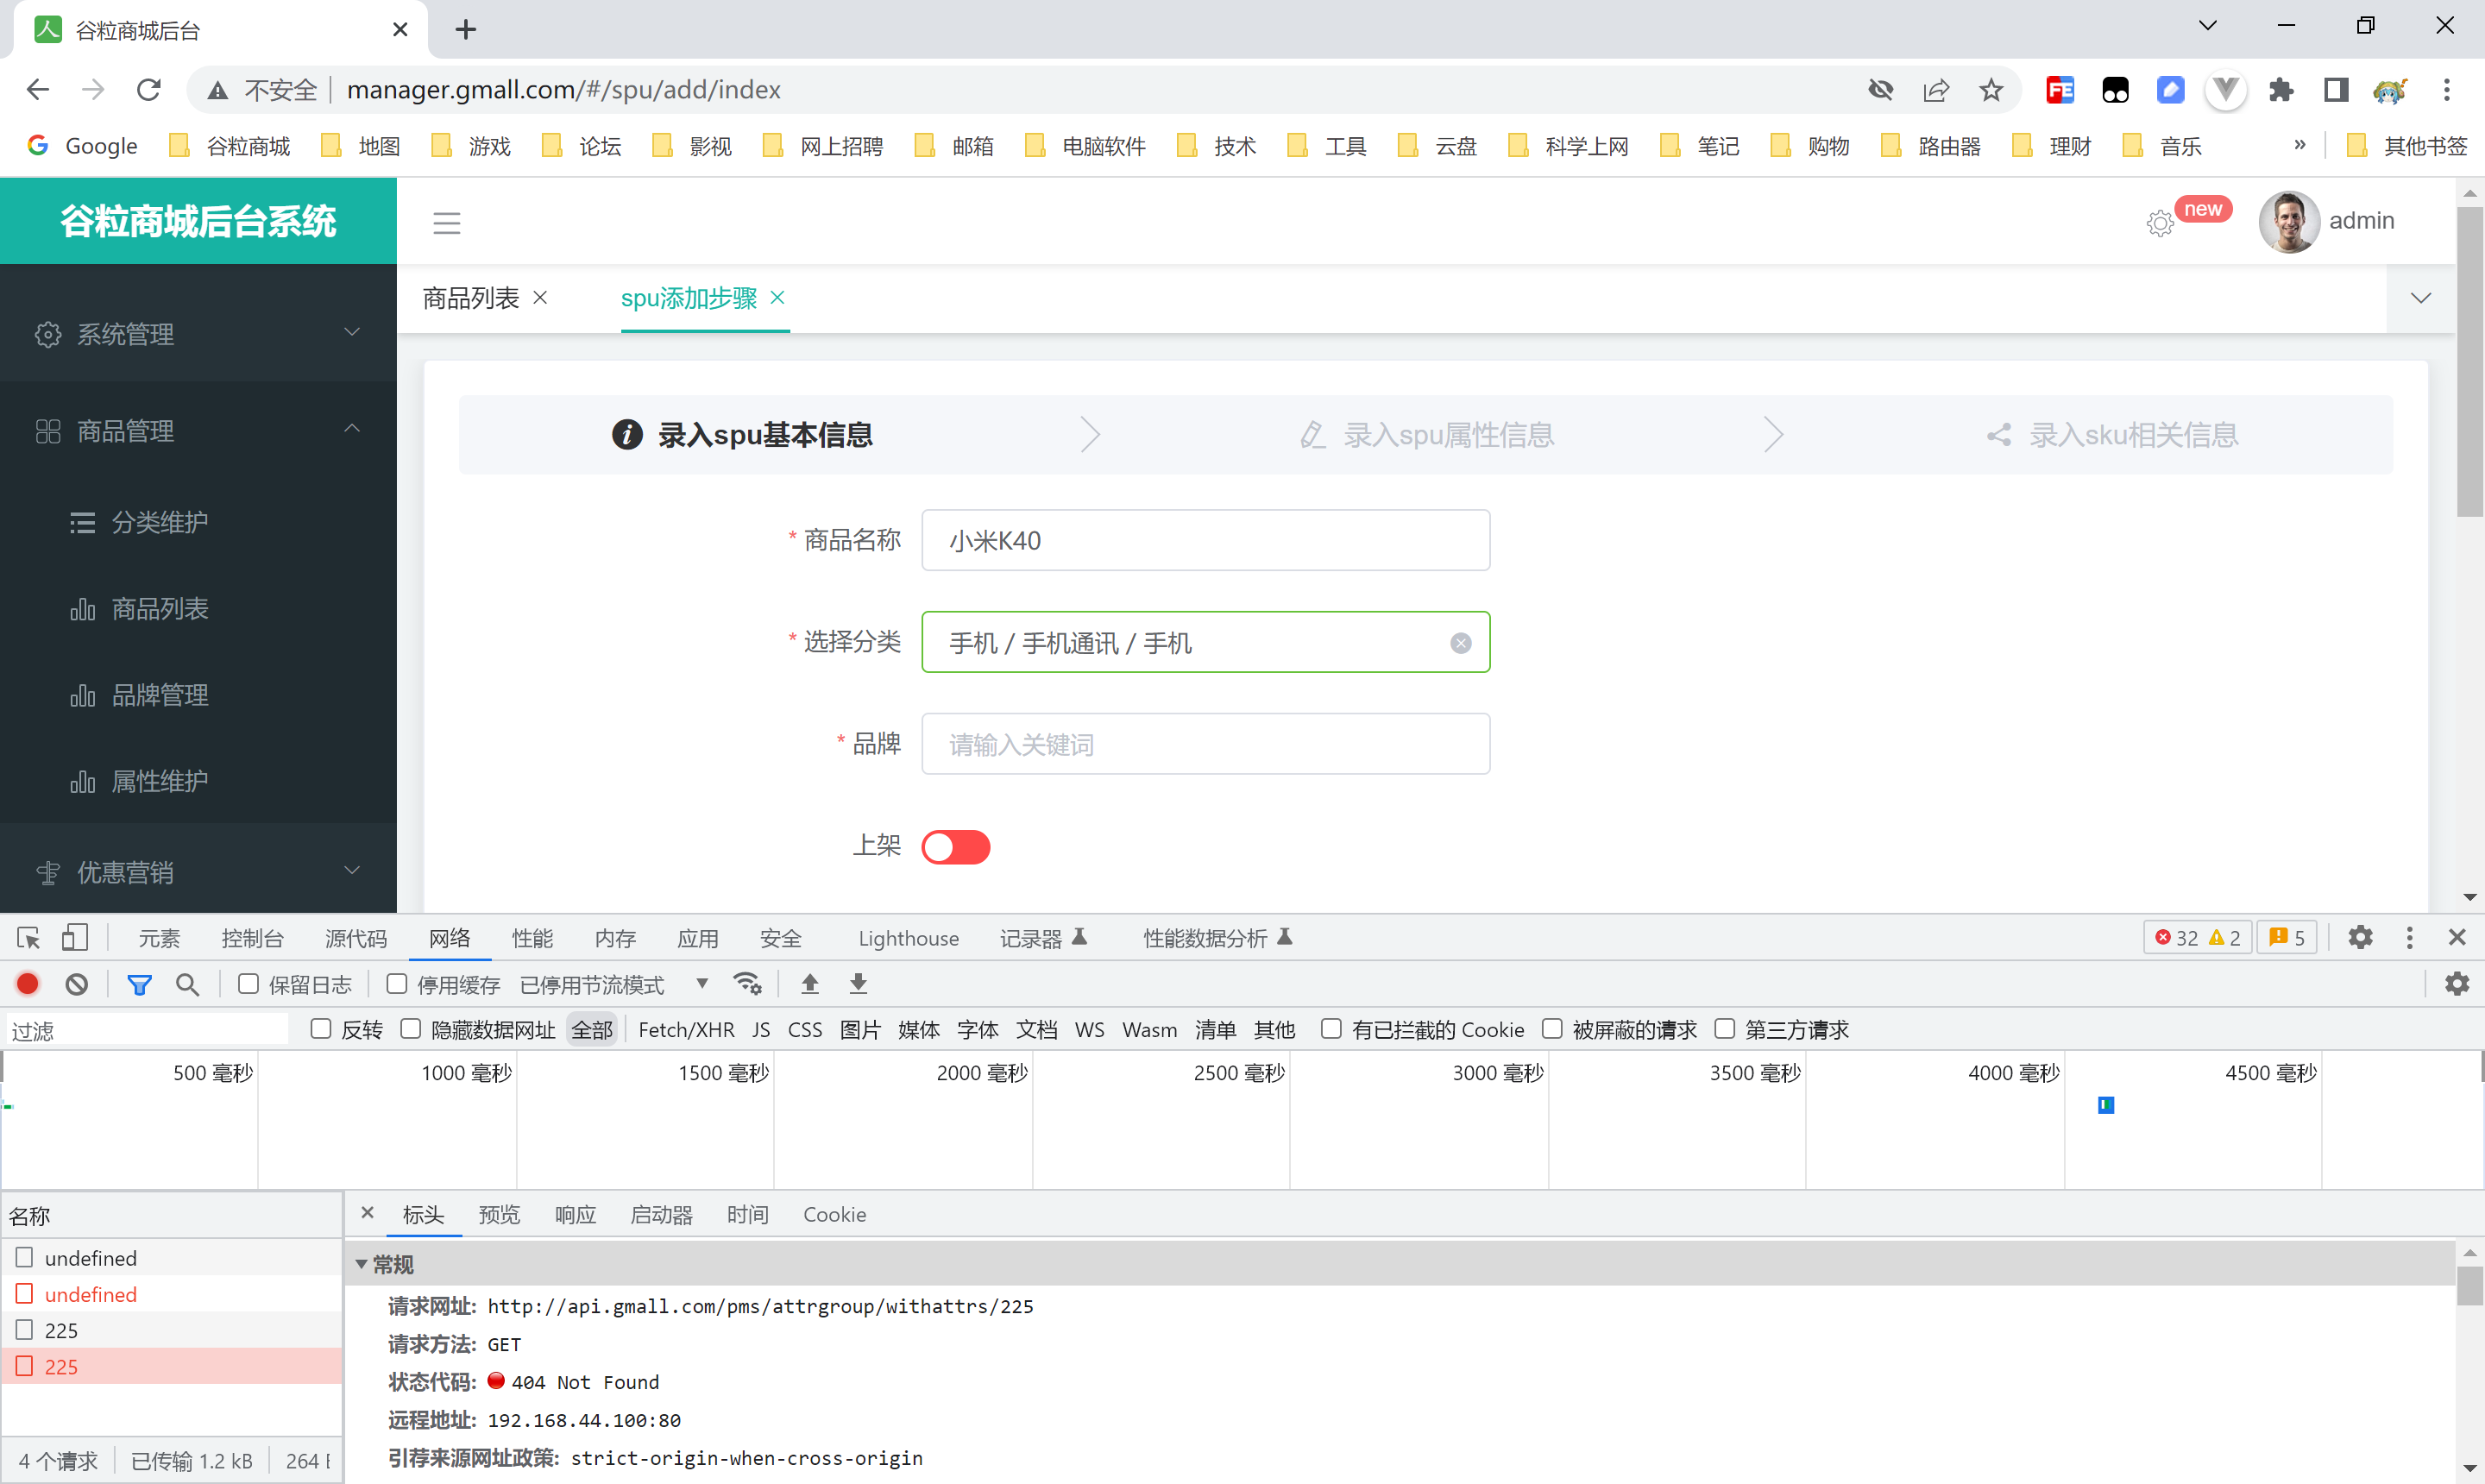 谷粒商城后台
不安全 manager.gmall.com/#/spu/add/index
Google 谷粒商城 地图 游戏 论坛 影视 网上招聘 邮箱 电脑软件 技术 工具 云盘 科学上网 笔记 购物 路由器 理财 音乐 » 其他书签
谷粒商城后台系统
new admin
商品列表 spu添加步骤
系统管理
商品管理
分类维护
商品列表
品牌管理
属性维护
优惠营销
录入spu基本信息 录入spu属性信息 录入sku相关信息
* 商品名称 小米K40
* 选择分类 手机 / 手机通讯 / 手机
* 品牌 请输入关键词
上架
元素 控制台 源代码 网络 性能 内存 应用 安全 Lighthouse 记录器 性能数据分析 32 2 5
保留日志 停用缓存 已停用节流模式
过滤 反转 隐藏数据网址 全部 Fetch/XHR JS CSS 图片 媒体 字体 文档 WS Wasm 清单 其他 有已拦截的 Cookie 被屏蔽的请求 第三方请求
500 毫秒 1000 毫秒 1500 毫秒 2000 毫秒 2500 毫秒 3000 毫秒 3500 毫秒 4000 毫秒 4500 毫秒
名称
undefined
undefined
225
225
4 个请求 已传输 1.2 kB 264
标头 预览 响应 启动器 时间 Cookie
常规
请求网址: http://api.gmall.com/pms/attrgroup/withattrs/225
请求方法: GET
状态代码: 404 Not Found
远程地址: 192.168.44.100:80
引荐来源网址政策: strict-origin-when-cross-origin